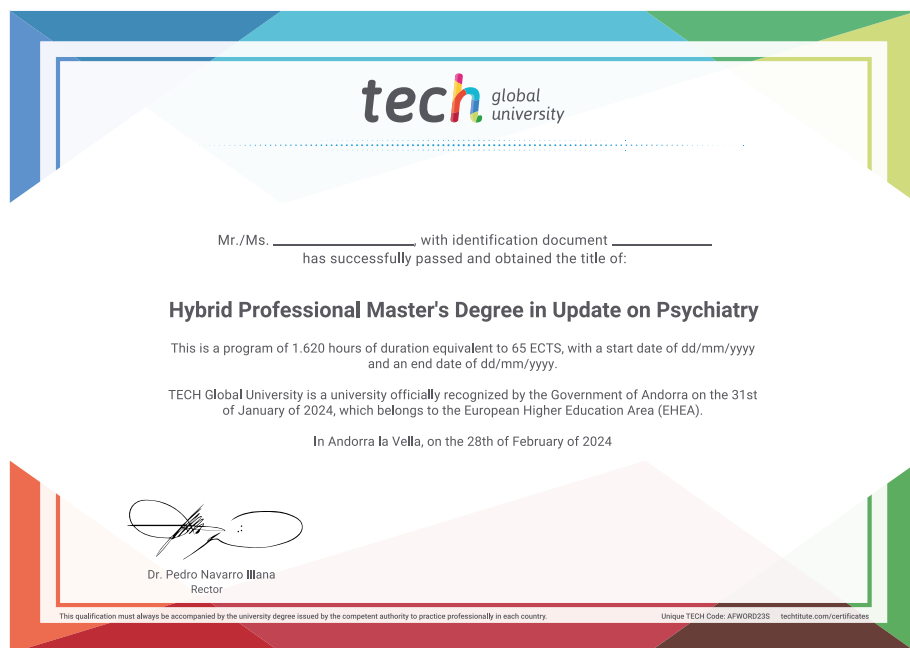 tech global university
Mr./Ms. ________________, with identification document ____________
has successfully passed and obtained the title of:
Hybrid Professional Master's Degree in Update on Psychiatry
This is a program of 1.620 hours of duration equivalent to 65 ECTS, with a start date of dd/mm/yyyy
and an end date of dd/mm/yyyy.
TECH Global University is a university officially recognized by the Government of Andorra on the 31st
of January of 2024, which belongs to the European Higher Education Area (EHEA).
In Andorra la Vella, on the 28th of February of 2024
Dr. Pedro Navarro Illana
Rector
This qualification must always be accompanied by the university degree issued by the competent authority to practice professionally in each country. Unique TECH Code: AFWORD23S techtitute.com/certificates